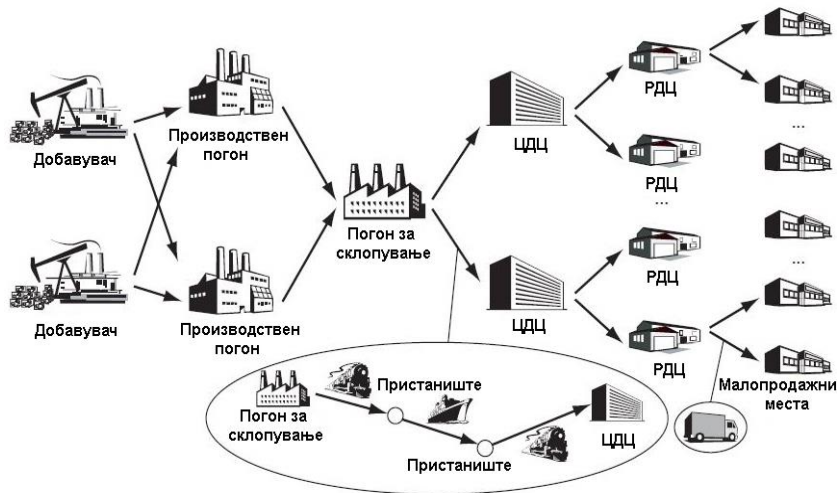 Добавувач
Производствен
погон
Погон за
склопување
ЦДЦ
РДЦ
...
РДЦ
...
Добавувач
Производствен
погон
ЦДЦ
РДЦ
...
РДЦ
Малопродажни
места
Погон за
склопување
Пристаниште
Пристаниште
ЦДЦ